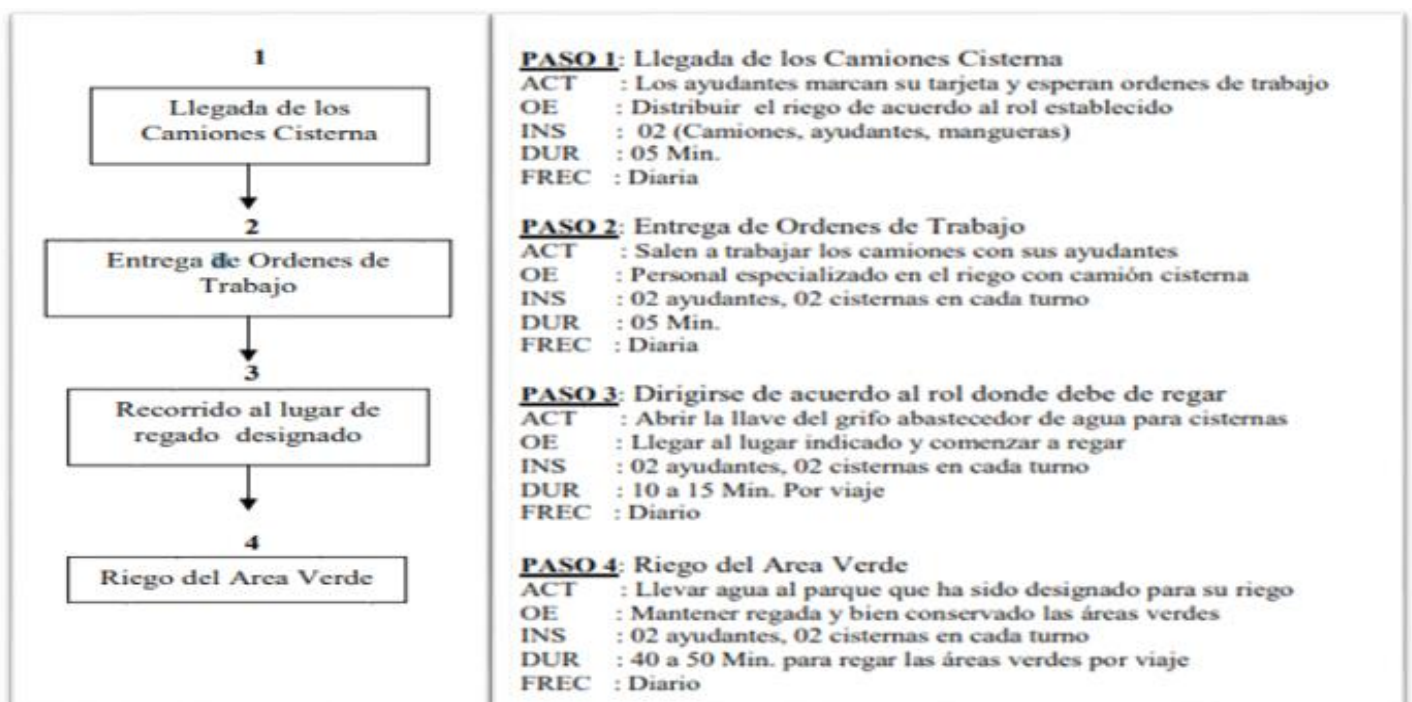 1
Llegada de los
Camiones Cisterna
2
Entrega de Ordenes de
Trabajo
3
Recorrido al lugar de
regado designado
4
Riego del Area Verde
PASO 1: Llegada de los Camiones Cisterna
ACT : Los ayudantes marcan su tarjeta y esperan ordenes de trabajo
OE : Distribuir el riego de acuerdo al rol establecido
INS : 02 (Camiones, ayudantes, mangueras)
DUR : 05 Min.
FREC : Diaria
PASO 2: Entrega de Ordenes de Trabajo
ACT : Salen a trabajar los camiones con sus ayudantes
OE : Personal especializado en el riego con camión cisterna
INS : 02 ayudantes, 02 cisternas en cada turno
DUR : 05 Min.
FREC : Diaria
PASO 3: Dirigirse de acuerdo al rol donde debe de regar
ACT : Abrir la llave del grifo abastecedor de agua para cisternas
OE : Llegar al lugar indicado y comenzar a regar
INS : 02 ayudantes, 02 cisternas en cada turno
DUR : 10 a 15 Min. Por viaje
FREC : Diario
PASO 4: Riego del Area Verde
ACT : Llevar agua al parque que ha sido designado para su riego
OE : Mantener regada y bien conservado las áreas verdes
INS : 02 ayudantes, 02 cisternas en cada turno
DUR : 40 a 50 Min. para regar las áreas verdes por viaje
FREC : Diario